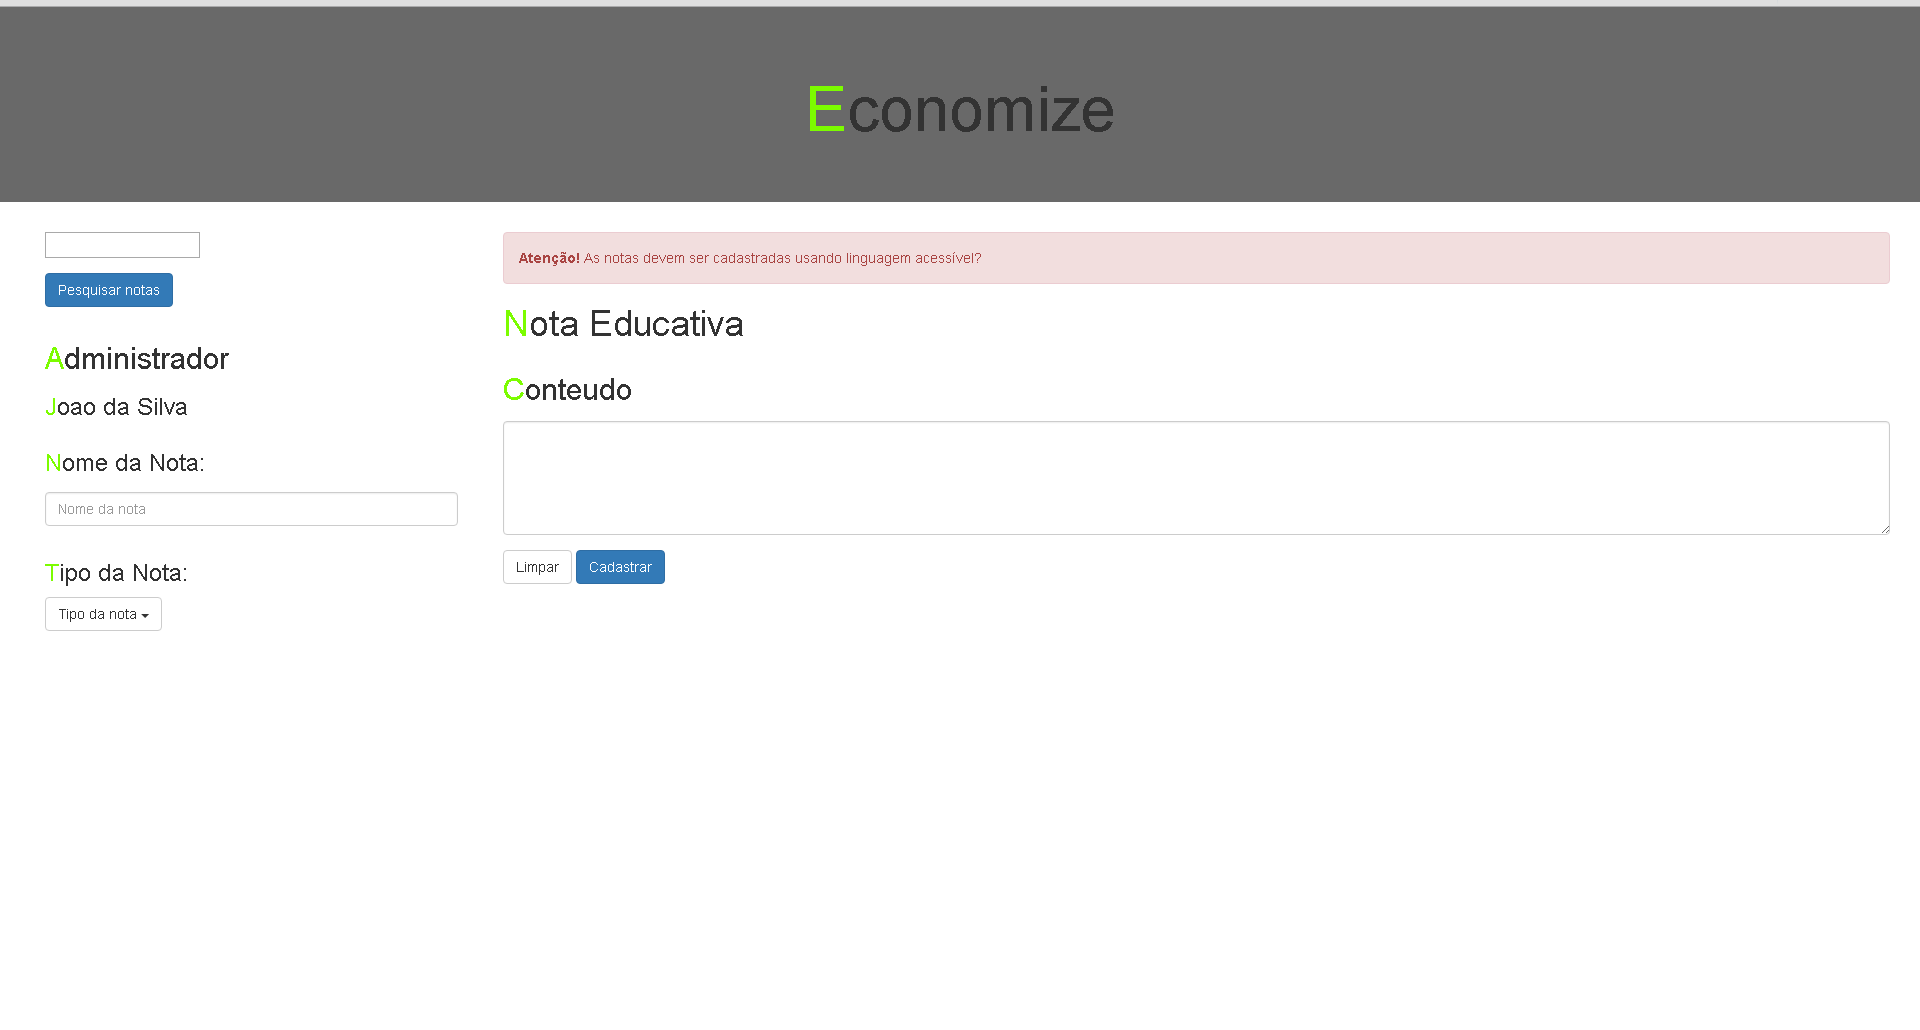 Economize
Pesquisar notas
Administrador
Joao da Silva
Nome da Nota:
Nome da nota
Tipo da Nota:
Tipo da nota
Atenção! As notas devem ser cadastradas usando linguagem acessível?
Nota Educativa
Conteudo
Limpar Cadastrar